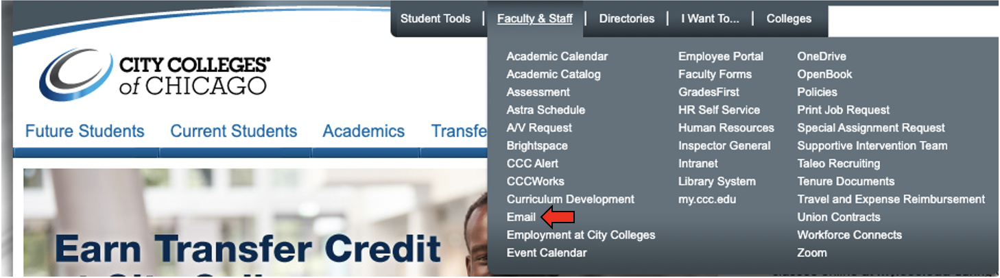 Student Tools | Faculty & Staff | Directories | I Want To... | Colleges
CITY COLLEGES
of CHICAGO
Future Students
Current Students
Academics
Transfe
Academic Calendar
Academic Catalog
Assessment
Astra Schedule
A/V Request
Brightspace
CCC Alert
CCCWorks
Curriculum Development
Email
Employment at City Colleges
Event Calendar
Employee Portal
Faculty Forms
GradesFirst
HR Self Service
Human Resources
Inspector General
Intranet
Library System
my.ccc.edu
OneDrive
OpenBook
Policies
Print Job Request
Special Assignment Request
Supportive Intervention Team
Taleo Recruiting
Tenure Documents
Travel and Expense Reimbursement
Union Contracts
Workforce Connects
Zoom
Earn Transfer Credit